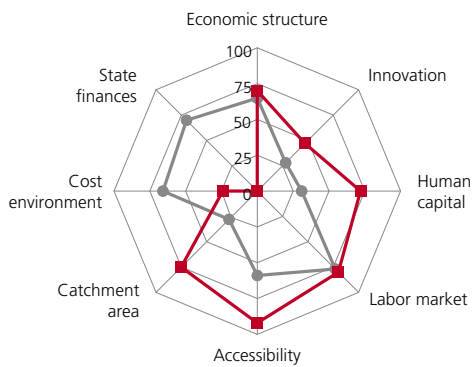 Economic structure
100
75
50
25
0
Innovation
Human
capital
Labor market
Accessibility
Catchment
area
Cost
environment
State
finances